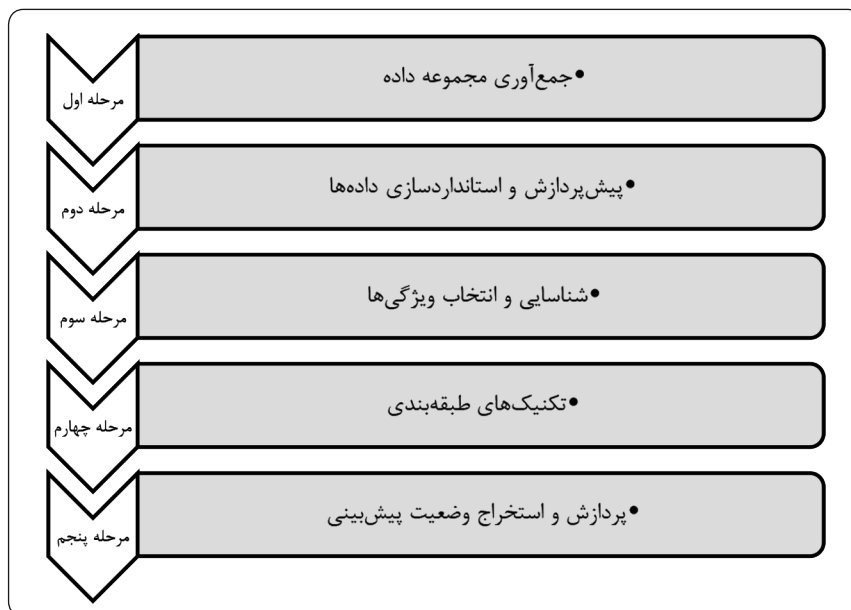 مرحله اول
•جمع‌آوری مجموعه داده
مرحله دوم
•پیش‌پردازش و استانداردسازی داده‌ها
مرحله سوم
•شناسایی و انتخاب ویژگی‌ها
مرحله چهارم
•تکنیک‌های طبقه‌بندی
مرحله پنجم
•پردازش و استخراج وضعیت پیش‌بینی